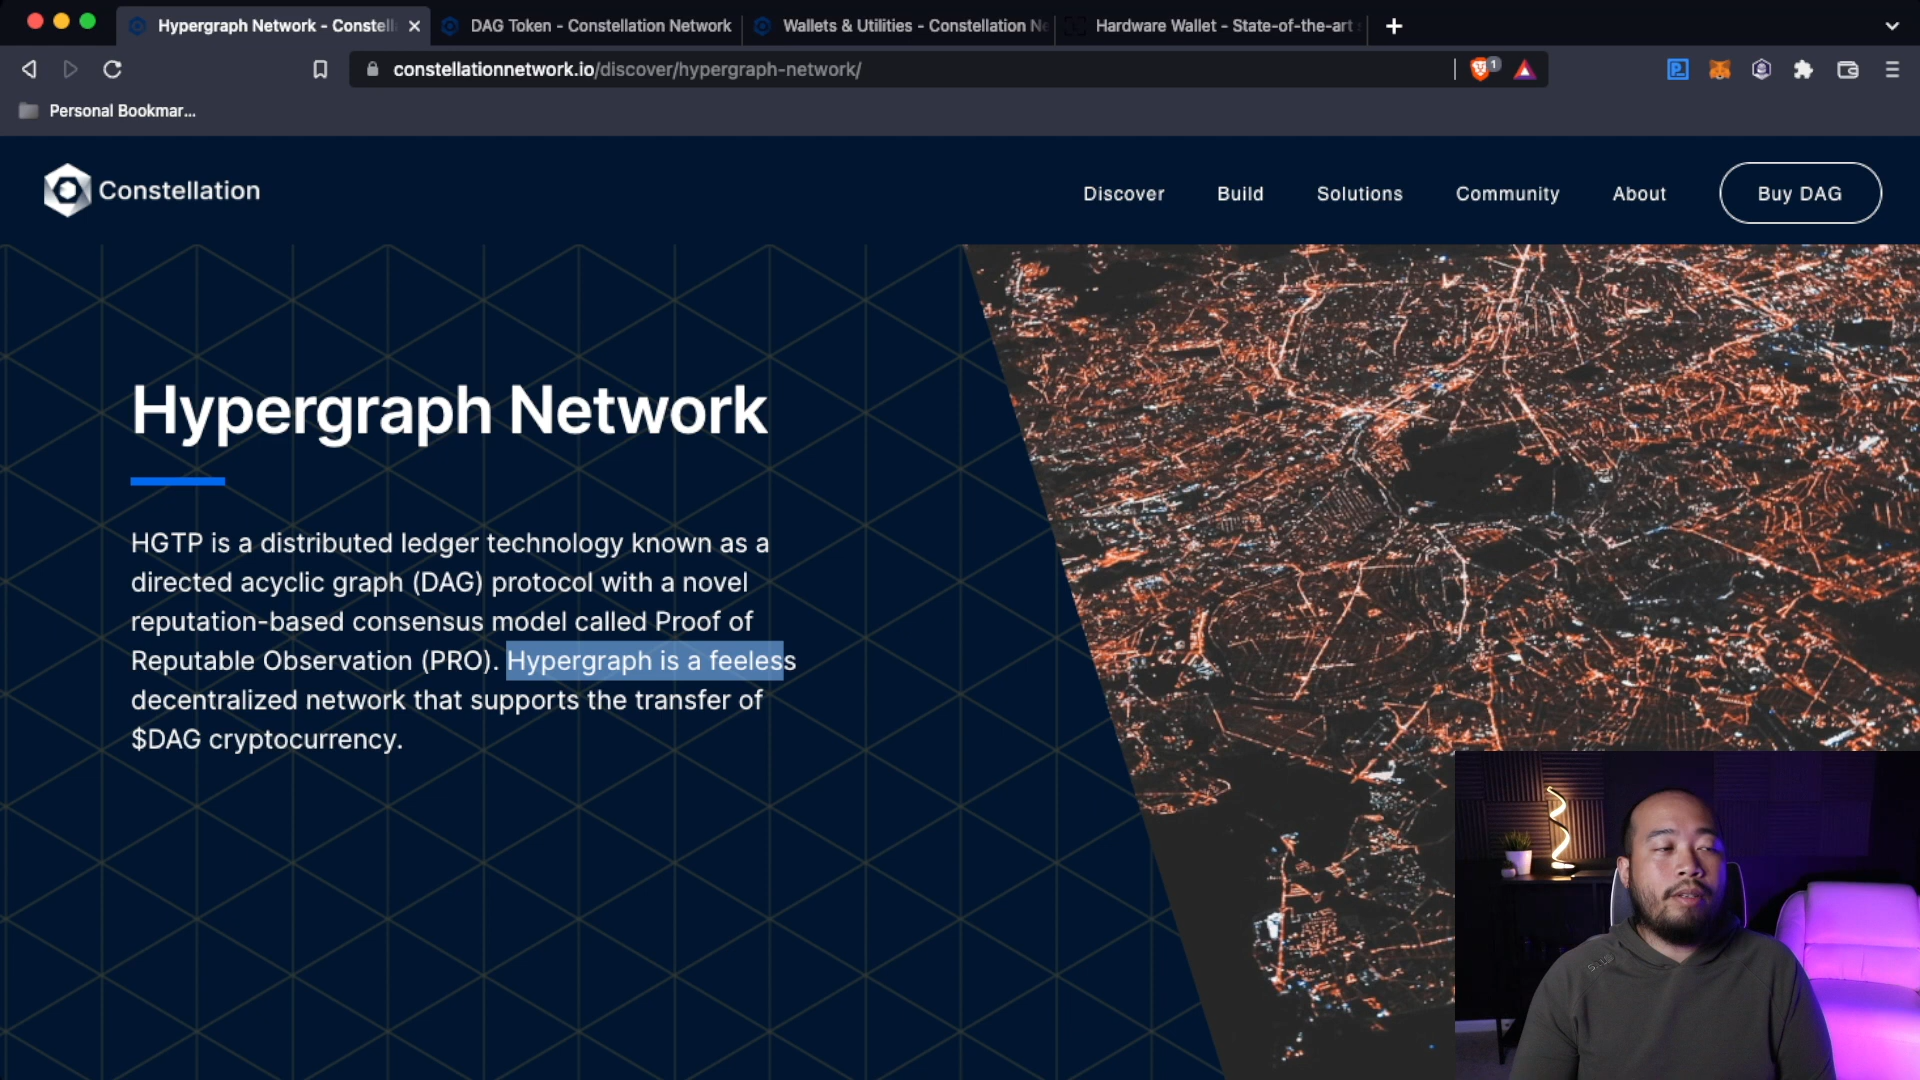 Hypergraph Network - Constell
DAG Token - Constellation Network
Wallets & Utilities - Constellation Ne
Hardware Wallet - State-of-the-art s
constellationnetwork.io/discover/hypergraph-network/
1
Personal Bookmar...
Constellation
Discover
Build
Solutions
Community
About
Buy DAG
Hypergraph Network
HGTP is a distributed ledger technology known as a
directed acyclic graph (DAG) protocol with a novel
reputation-based consensus model called Proof of
Reputable Observation (PRO). Hypergraph is a feeless
decentralized network that supports the transfer of
$DAG cryptocurrency.